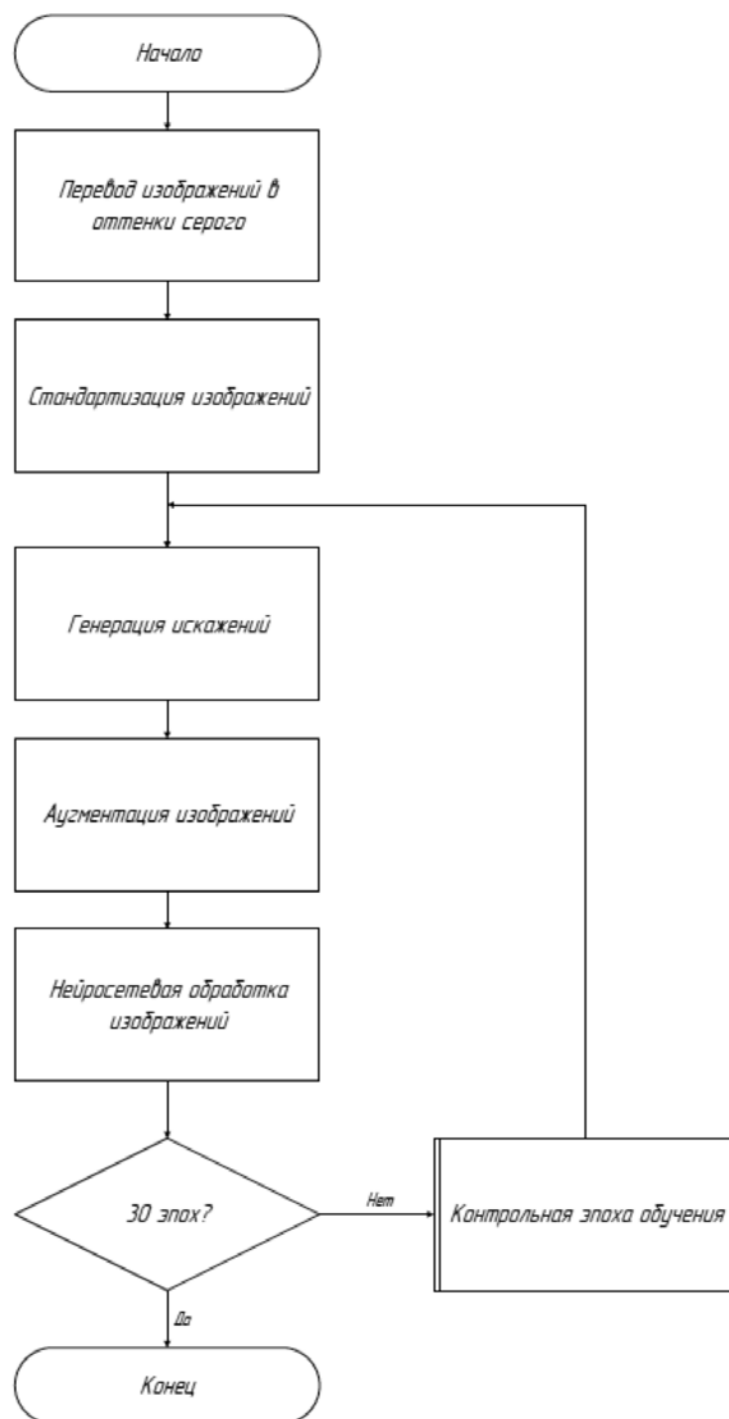 Начало
Перевод изображений в
оттенки серого
Стандартизация изображений
Генерация искажений
Аугментация изображений
Нейросетевая обработка
изображений
30 эпох?
Нет
Контрольная эпоха обучения
Да
Конец